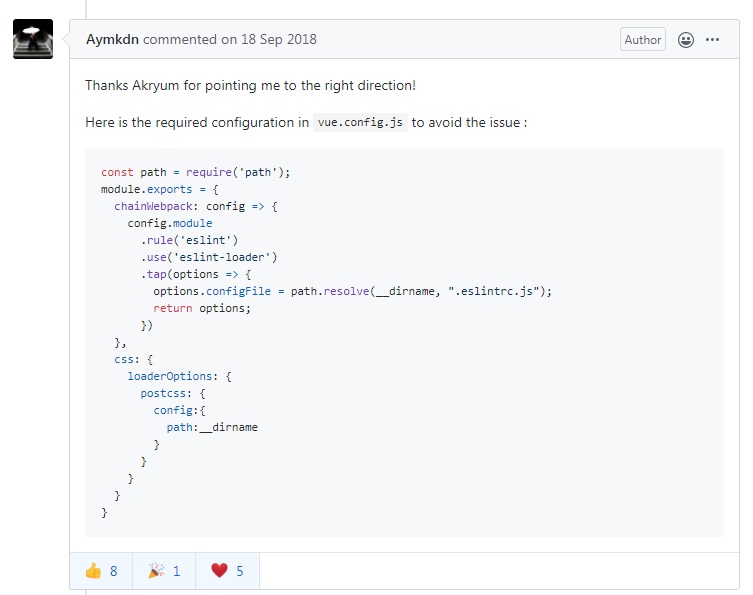 Aymkdn commented on 18 Sep 2018 Author
Thanks Akryum for pointing me to the right direction!
Here is the required configuration in vue.config.js to avoid the issue :
const path = require('path');
module.exports = {
  chainWebpack: config => {
    config.module
      .rule('eslint')
      .use('eslint-loader')
      .tap(options => {
        options.configFile = path.resolve(__dirname, ".eslintrc.js");
        return options;
      })
  },
  css: {
    loaderOptions: {
      postcss: {
        config:{
          path:__dirname
        }
      }
    }
  }
}
👍 8 🎉 1 ❤️ 5